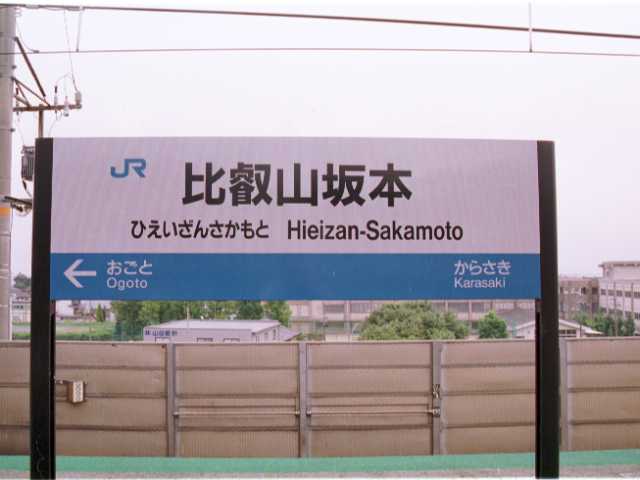 JR
比叡山坂本
ひえいざんさかもと Hieizan-Sakamoto
← おごと からさき
Ogoto Karasaki